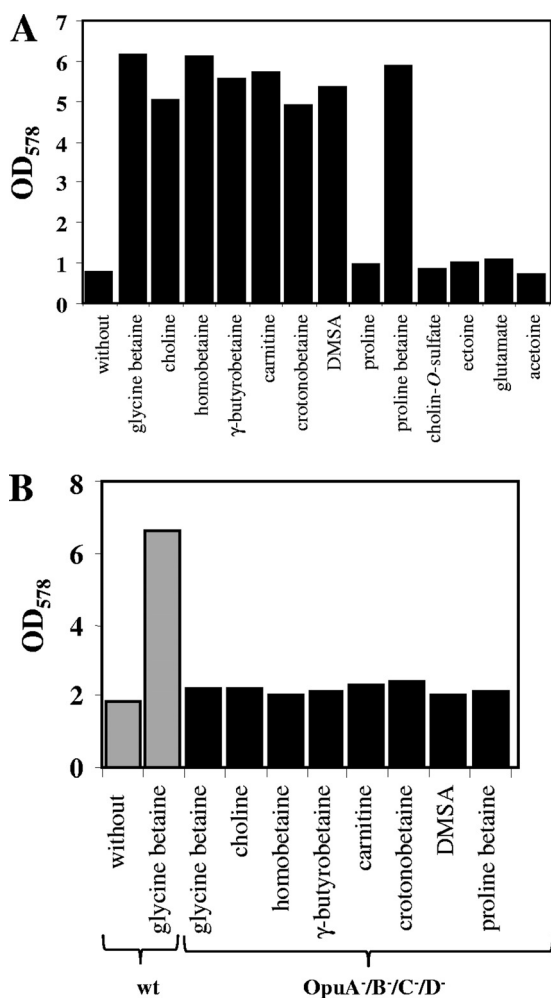 A
OD578
7
6
5
4
3
2
1
0
without
glycine betaine
choline
homobetaine
γ-butyrobetaine
carnitine
crotonobetaine
DMSA
proline
proline betaine
cholin-O-sulfate
ectoine
glutamate
acetoine
B
OD578
8
6
4
2
0
without
glycine betaine
glycine betaine
choline
homobetaine
γ-butyrobetaine
carnitine
crotonobetaine
DMSA
proline betaine
wt
OpuA-/B-/C-/D-